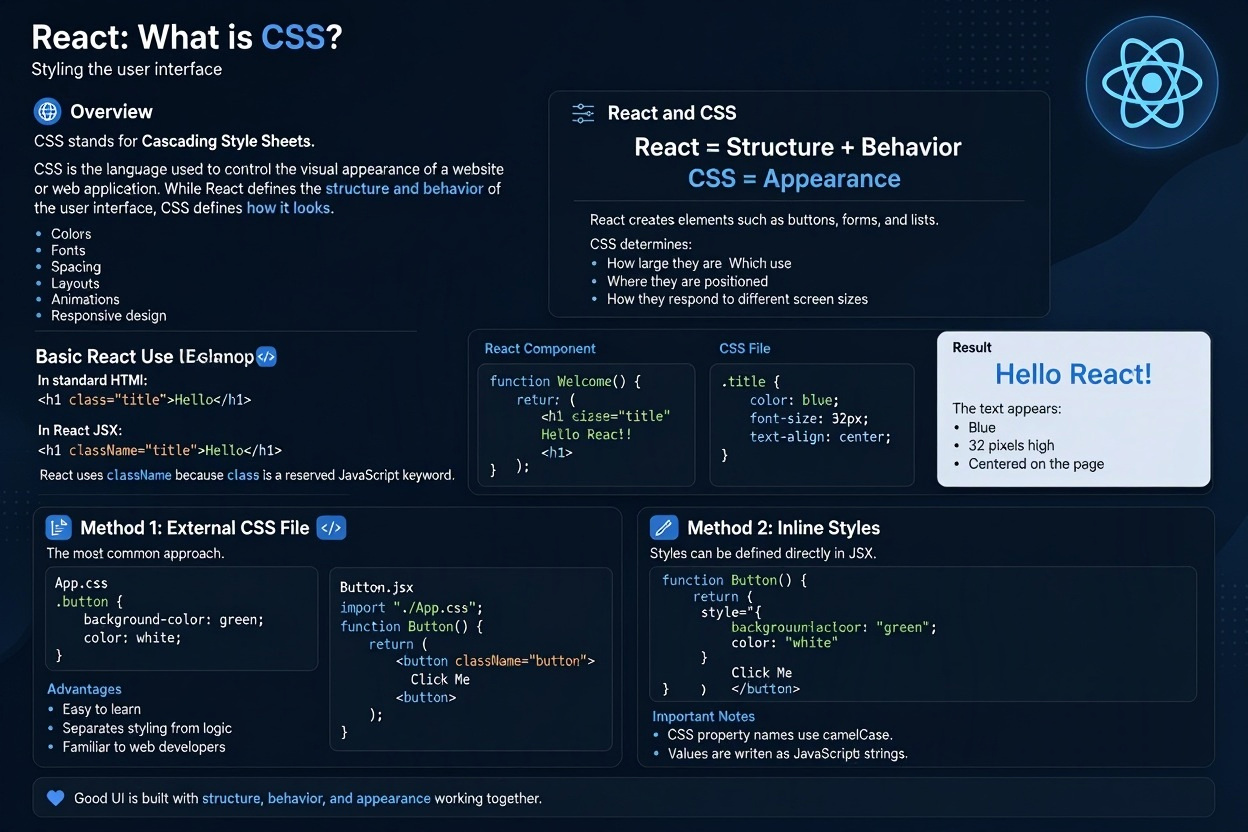 React: What is CSS?
Styling the user interface
Overview
CSS stands for Cascading Style Sheets.
CSS is the language used to control the visual appearance of a website
or web application. While React defines the structure and behavior of
the user interface, CSS defines how it looks.
• Colors
• Fonts
• Spacing
• Layouts
• Animations
• Responsive design
React and CSS
React = Structure + Behavior
CSS = Appearance
React creates elements such as buttons, forms, and lists.
CSS determines:
• How large they are Which use
• Where they are positioned
• How they respond to different screen sizes
Basic React Use </>
In standard HTMl:
<h1 class="title">Hello</h1>
In React JSX:
<h1 className="title">Hello</h1>
React uses className because class is a reserved JavaScript keyword.
React Component
function Welcome() {
retur: (
<h1 ="title"
Hello Reac!!
<h1>
} );
CSS File
.title {
color: blue;
font-size: 32px;
text-align: center;
}
Result
Hello React!
The text appears:
• Blue
• 32 pixels high
• Centered on the page
Method 1: External CSS File </>
The most common approach.
App.css
.button {
background-color: green;
color: white;
}
Advantages
• Easy to learn
• Separates styling from logic
• Familiar to web developers
Button.jsx
import "./App.css";
function Button() {
return (
<button className="button">
Click Me
<button>
);
}
Method 2: Inline Styles
Styles can be defined directly in JSX.
function Button() {
return (
style="{
: "green";
color: "white"
}
Click Me
} ) </button>
Important Notes
• CSS property names use camelCase.
• Values are writen as JavaScript strings.
Good UI is built with structure, behavior, and appearance working together.